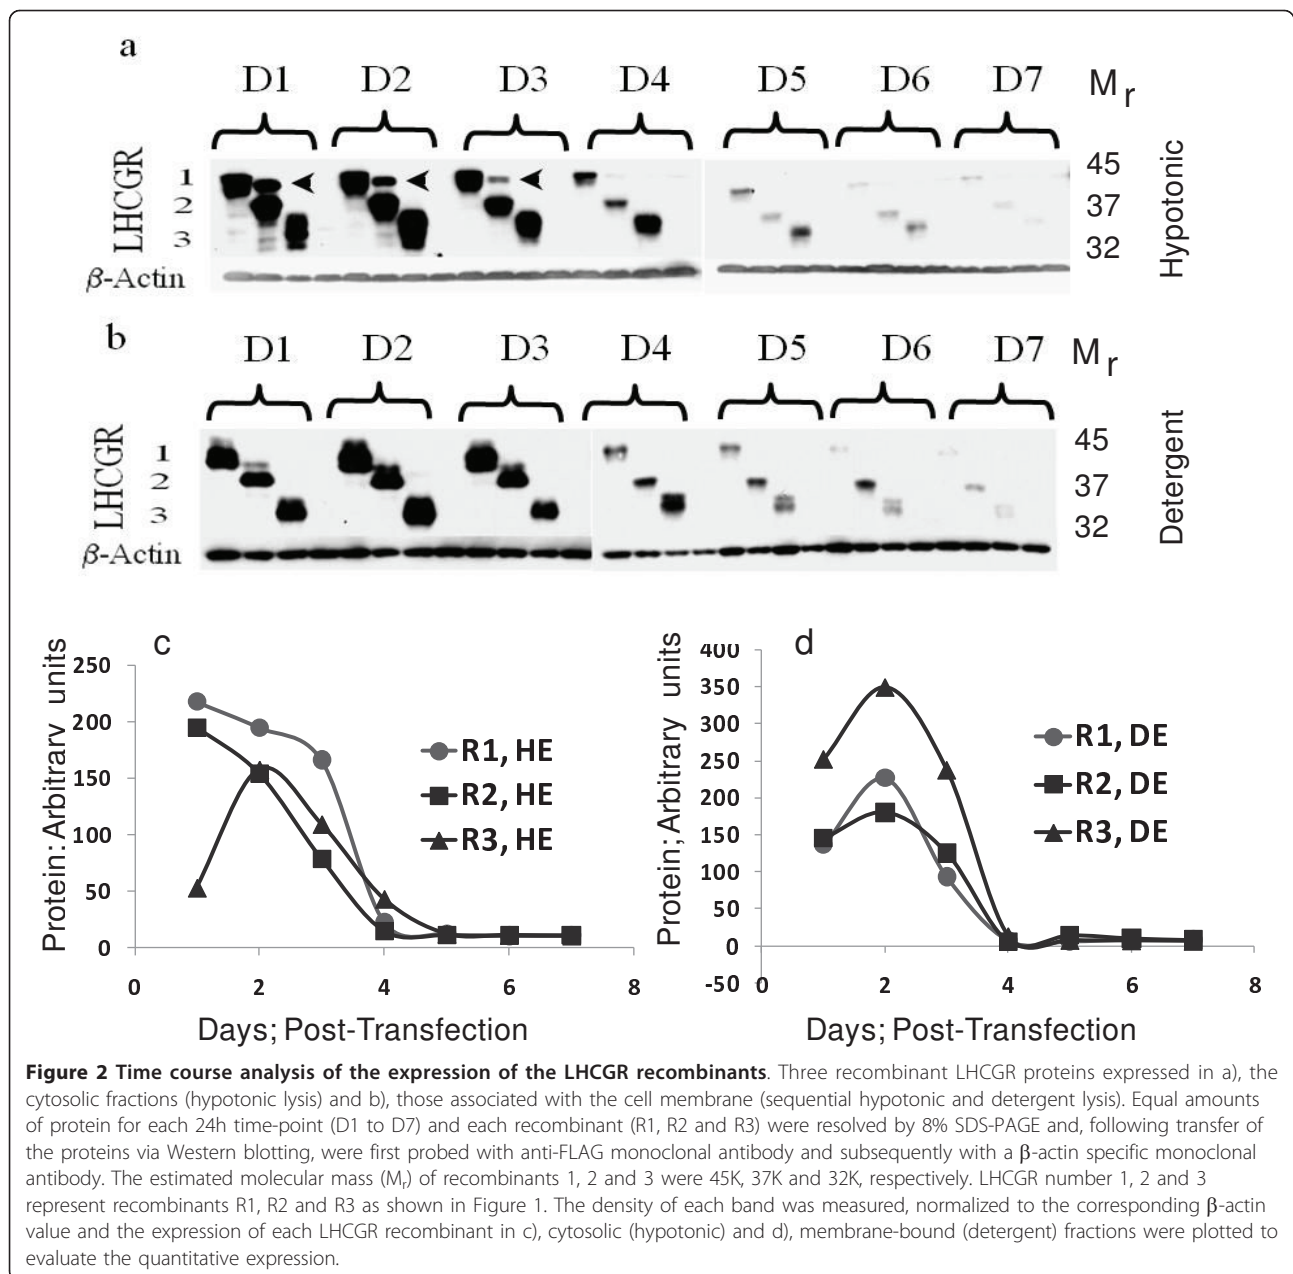 a
D1 D2 D3 D4 D5 D6 D7 Mr
LHCGR
1
2
3
β-Actin
45
37
32
Hypotonic
b
D1 D2 D3 D4 D5 D6 D7 Mr
LHCGR
1
2
3
β-Actin
45
37
32
Detergent
c
Protein: Arbitrary units
250
200
150
100
50
0
0 2 4 6 8
Days; Post-Transfection
R1, HE
R2, HE
R3, HE
d
Protein; Arbitrary units
400
350
300
250
200
150
100
50
0
-50
0 2 4 6 8
Days; Post-Transfection
R1, DE
R2, DE
R3, DE
Figure 2 Time course analysis of the expression of the LHCGR recombinants. Three recombinant LHCGR proteins expressed in a), the
cytosolic fractions (hypotonic lysis) and b), those associated with the cell membrane (sequential hypotonic and detergent lysis). Equal amounts
of protein for each 24h time-point (D1 to D7) and each recombinant (R1, R2 and R3) were resolved by 8% SDS-PAGE and, following transfer of
the proteins via Western blotting, were first probed with anti-FLAG monoclonal antibody and subsequently with a β-actin specific monoclonal
antibody. The estimated molecular mass (Mr) of recombinants 1, 2 and 3 were 45K, 37K and 32K, respectively. LHCGR number 1, 2 and 3
represent recombinants R1, R2 and R3 as shown in Figure 1. The density of each band was measured, normalized to the corresponding β-actin
value and the expression of each LHCGR recombinant in c), cytosolic (hypotonic) and d), membrane-bound (detergent) fractions were plotted to
evaluate the quantitative expression.